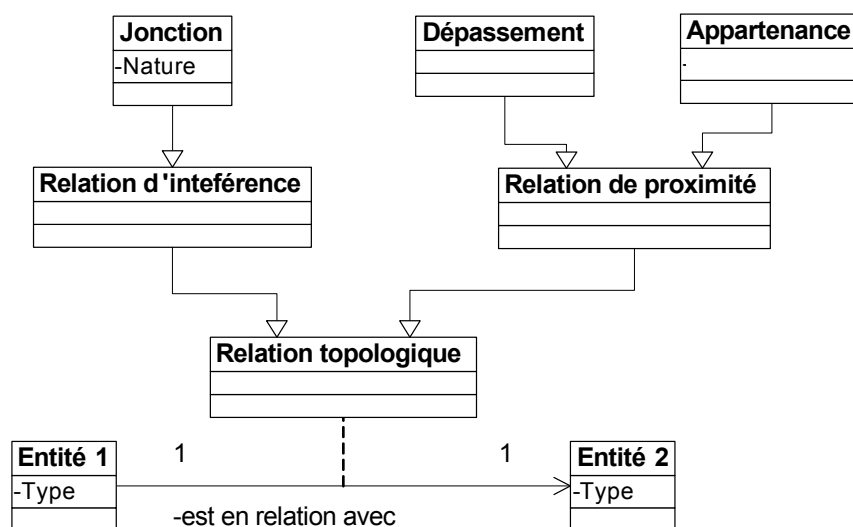 Jonction
-Nature
Dépassement
Appartenance
-
Relation d'inteférence
Relation de proximité
Relation topologique
Entité 1
-Type
1
1
-est en relation avec
Entité 2
-Type